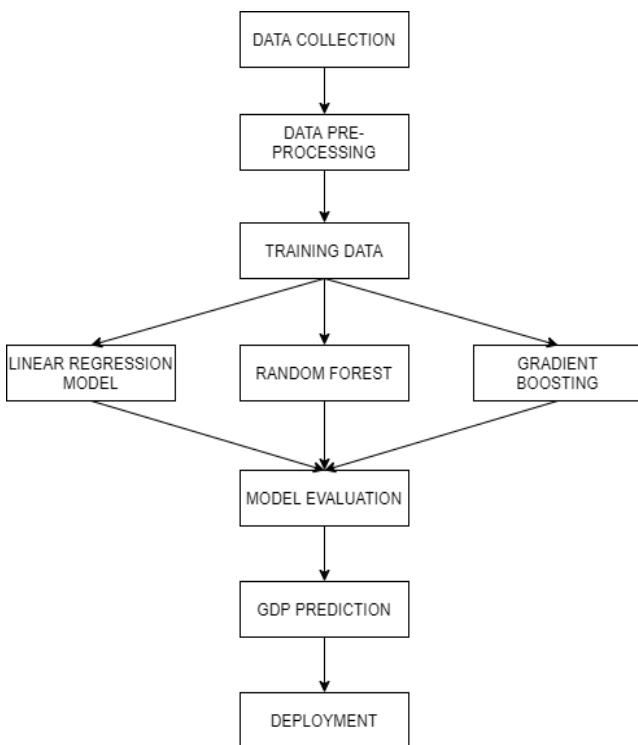 DATA COLLECTION
DATA PRE-
PROCESSING
TRAINING DATA
LINEAR REGRESSION
MODEL
RANDOM FOREST
GRADIENT
BOOSTING
MODEL EVALUATION
GDP PREDICTION
DEPLOYMENT